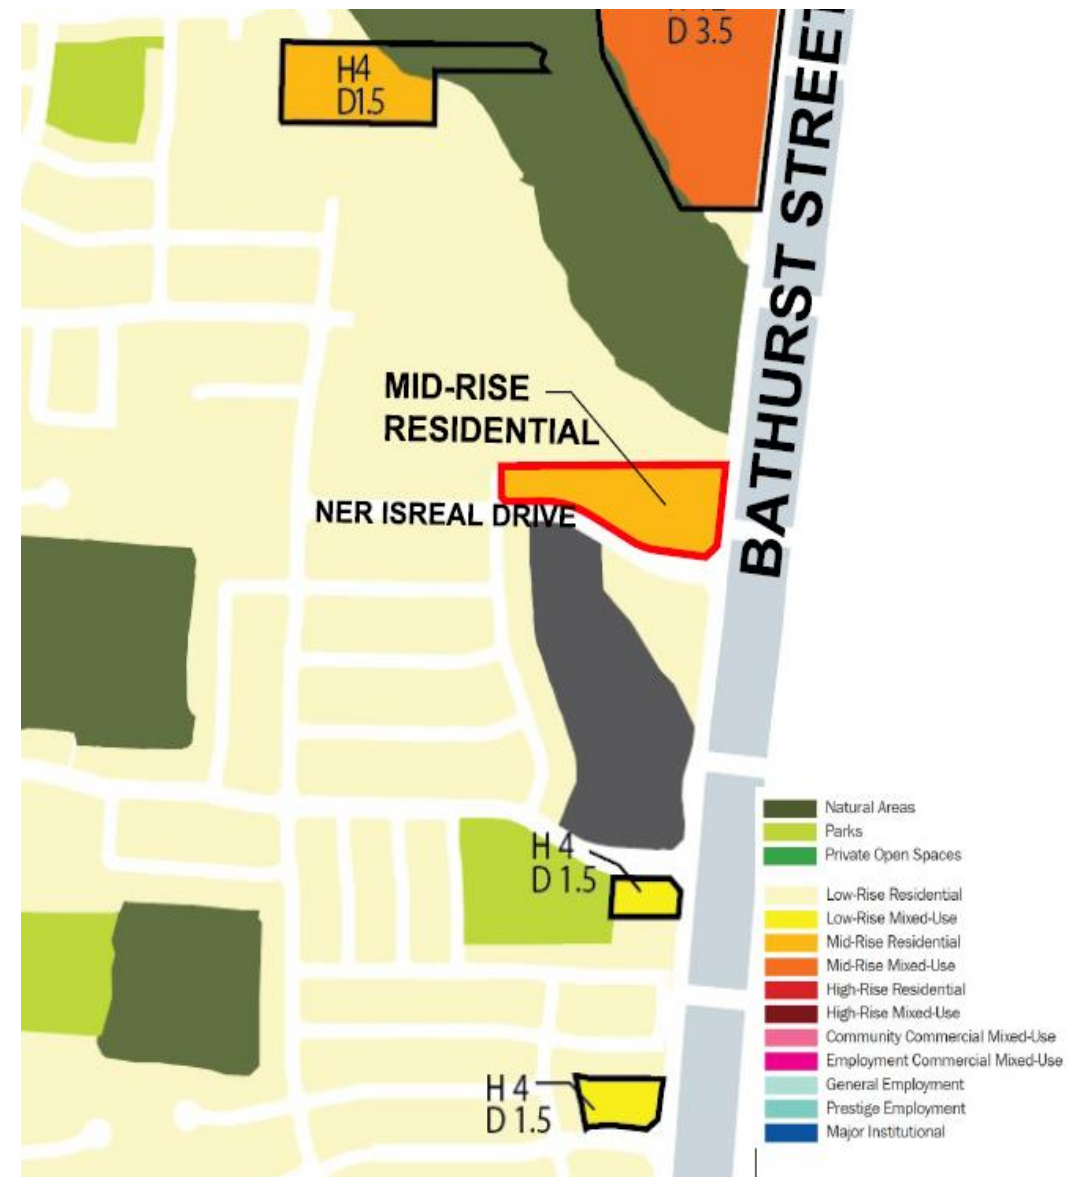 D 3.5
H4
D1.5
BATHURST STREET
MID-RISE
RESIDENTIAL
NER ISREAL DRIVE
H 4
D 1.5
H 4
D 1.5
Natural Areas
Parks
Private Open Spaces
Low-Rise Residential
Low-Rise Mixed-Use
Mid-Rise Residential
Mid-Rise Mixed-Use
High-Rise Residential
High-Rise Mixed-Use
Community Commercial Mixed-Use
Employment Commercial Mixed-Use
General Employment
Prestige Employment
Major Institutional